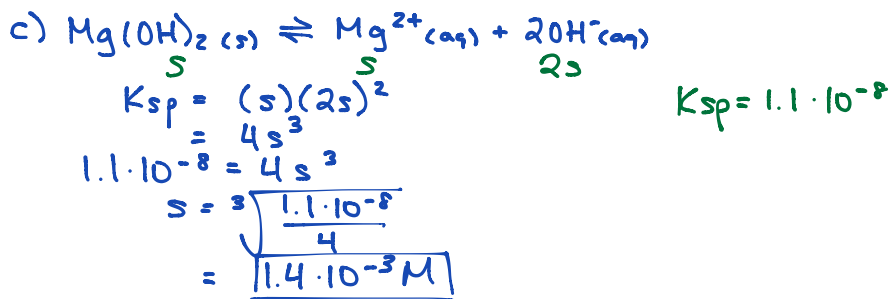 c) Mg(OH)₂ (s) ⇌ Mg²⁺ (aq) + 2OH⁻ (aq)
s s 2s
Ksp = (s)(2s)² Ksp = 1.1·10⁻⁸
= 4s³
1.1·10⁻⁸ = 4s³
s = ³√(1.1·10⁻⁸/4)
= 1.4·10⁻³ M